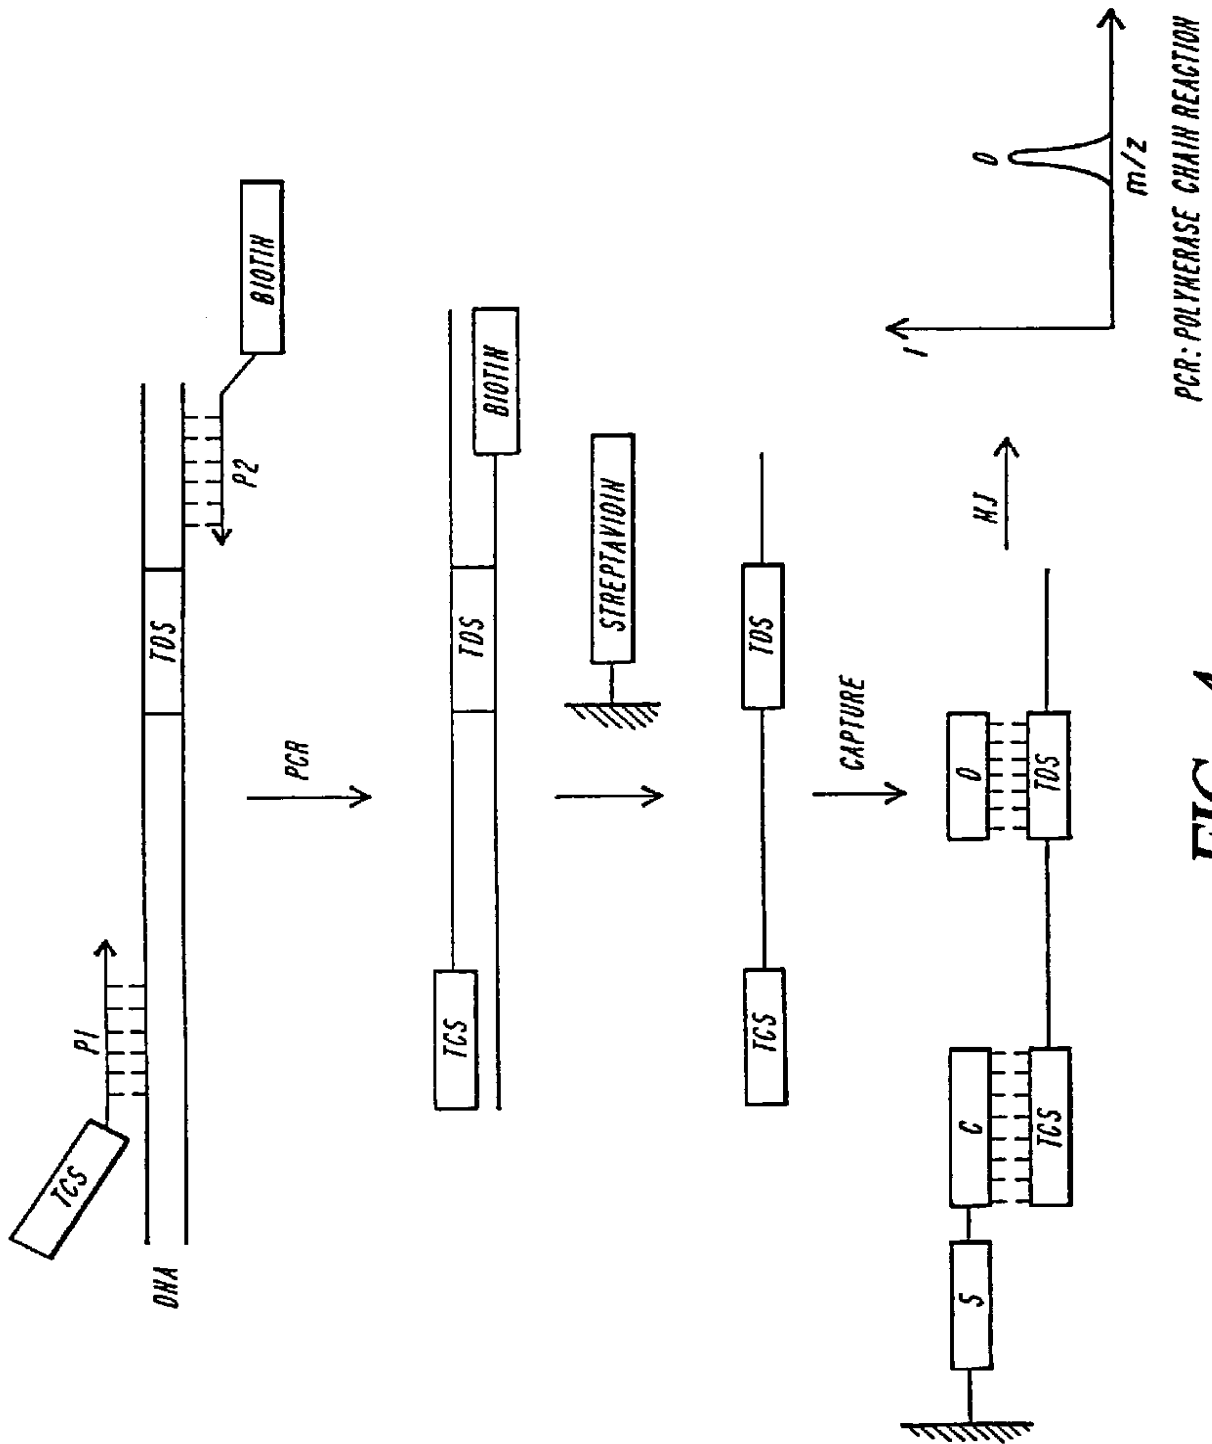 TCS
P1
DNA
TDS
P2
BIOTIN
PCR
TCS
TDS
BIOTIN
STREPTAVIDIN
TCS
TDS
CAPTURE
S
C
TCS
D
TDS
MJ
I
D
m/z
PCR: POLYMERASE CHAIN REACTION
FIG.